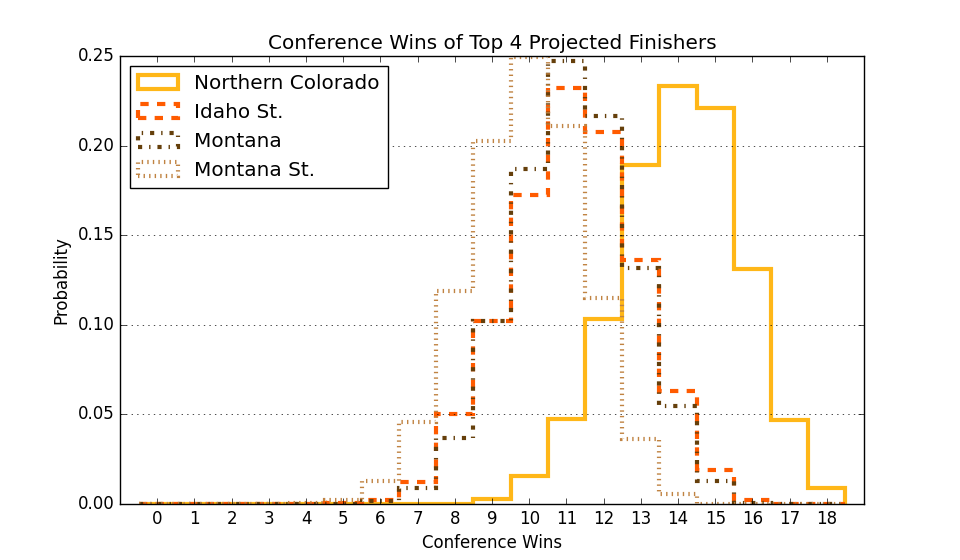 Conference Wins of Top 4 Projected Finishers
Northern Colorado
Idaho St.
Montana
Montana St.
Probability
0.25
0.20
0.15
0.10
0.05
0.00
0 1 2 3 4 5 6 7 8 9 10 11 12 13 14 15 16 17 18
Conference Wins